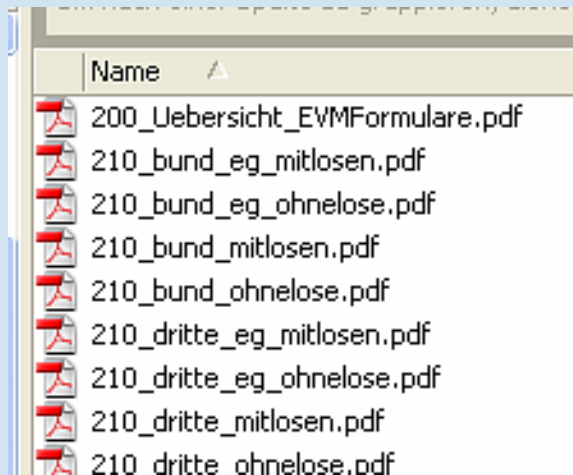 Name
200_Uebersicht_EVMFormulare.pdf
210_bund_eg_mitlosen.pdf
210_bund_eg_ohnelose.pdf
210_bund_mitlosen.pdf
210_bund_ohnelose.pdf
210_dritte_eg_mitlosen.pdf
210_dritte_eg_ohnelose.pdf
210_dritte_mitlosen.pdf
210_dritte_ohnelose.pdf